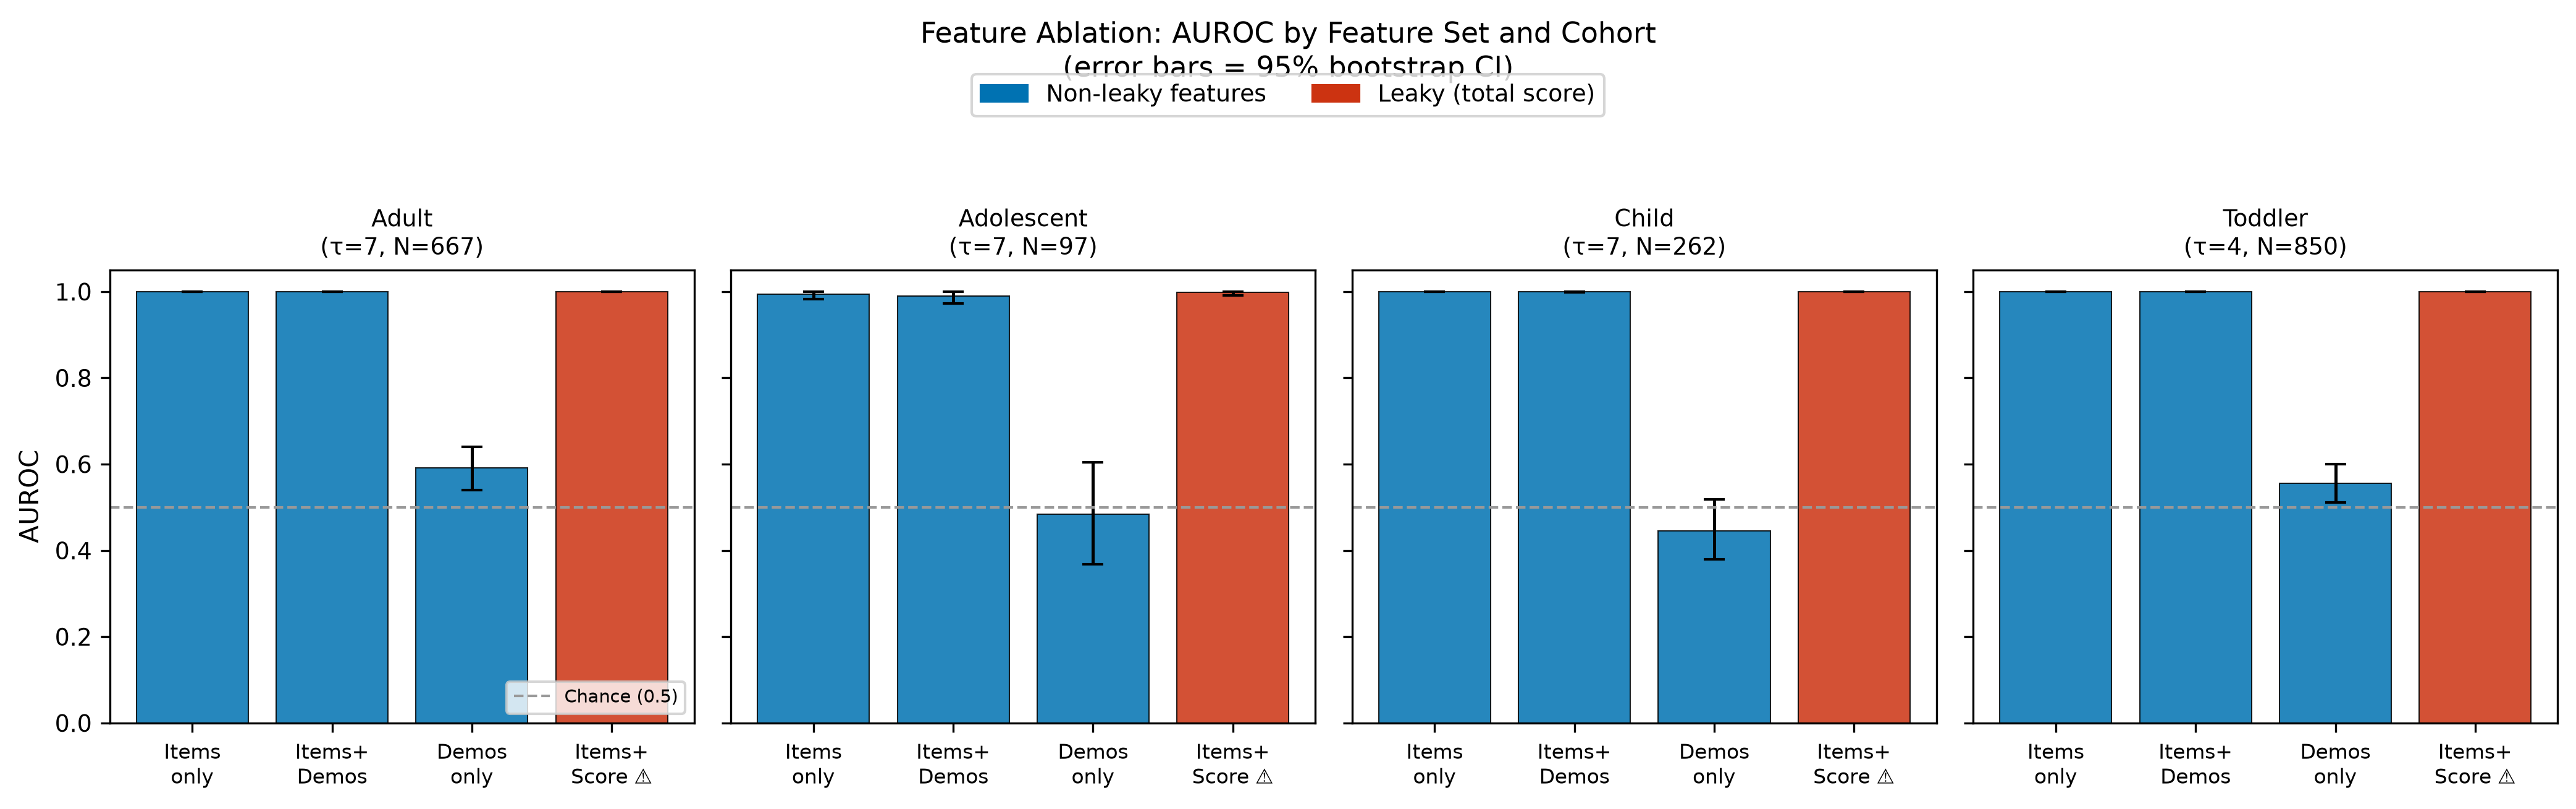 Feature Ablation: AUROC by Feature Set and Cohort
(error bars = 95% bootstrap CI)
Non-leaky features
Leaky (total score)
Adult
(τ=7, N=667)
Adolescent
(τ=7, N=97)
Child
(τ=7, N=262)
Toddler
(τ=4, N=850)
AUROC
1.0
0.8
0.6
0.4
0.2
0.0
Chance (0.5)
Items
only
Items+
Demos
Demos
only
Items+
Score ⚠
Items
only
Items+
Demos
Demos
only
Items+
Score ⚠
Items
only
Items+
Demos
Demos
only
Items+
Score ⚠
Items
only
Items+
Demos
Demos
only
Items+
Score ⚠